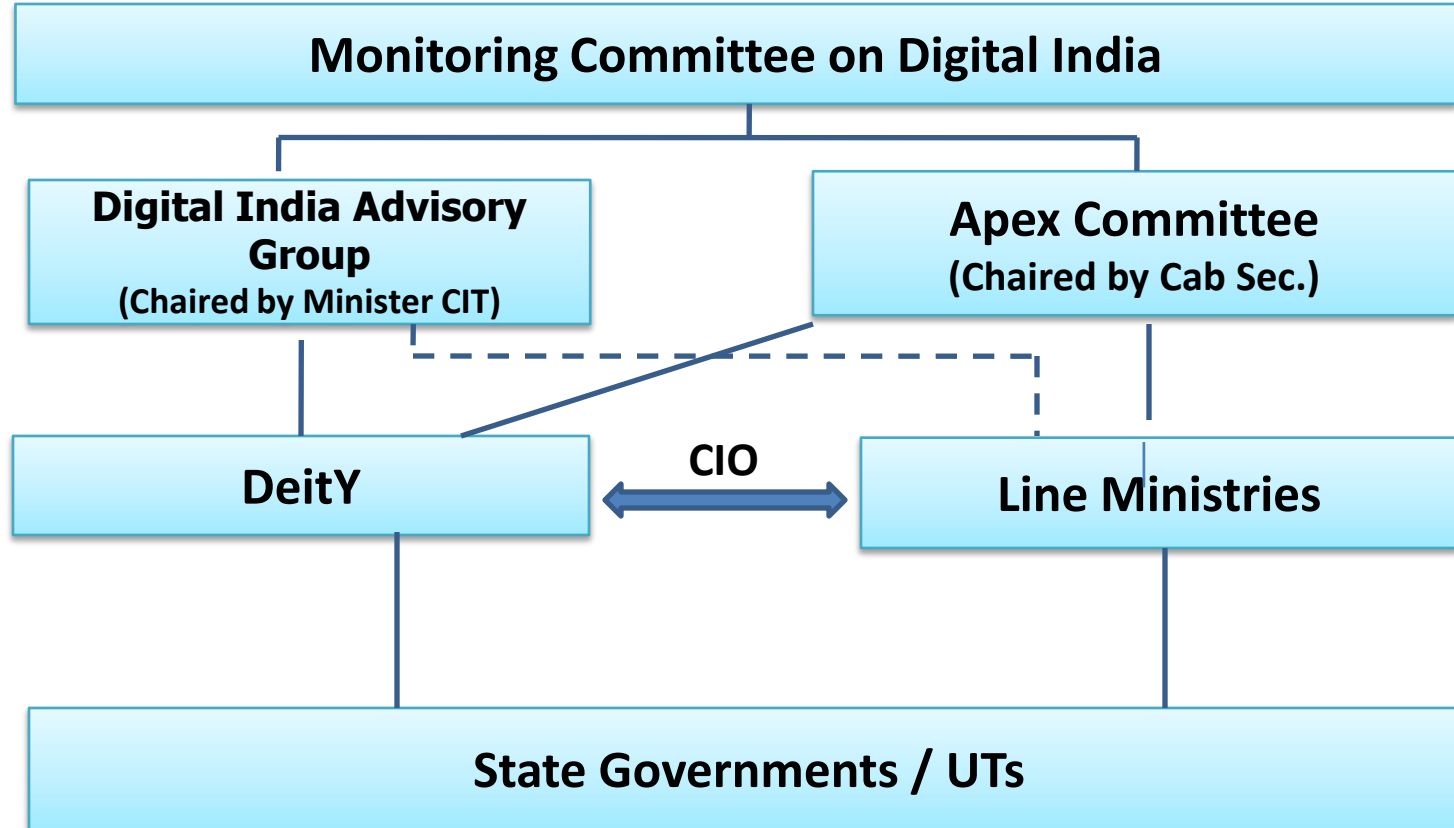 Monitoring Committee on Digital India
Digital India Advisory
Group
(Chaired by Minister CIT)
Apex Committee
(Chaired by Cab Sec.)
DeitY
CIO
Line Ministries
State Governments / UTs